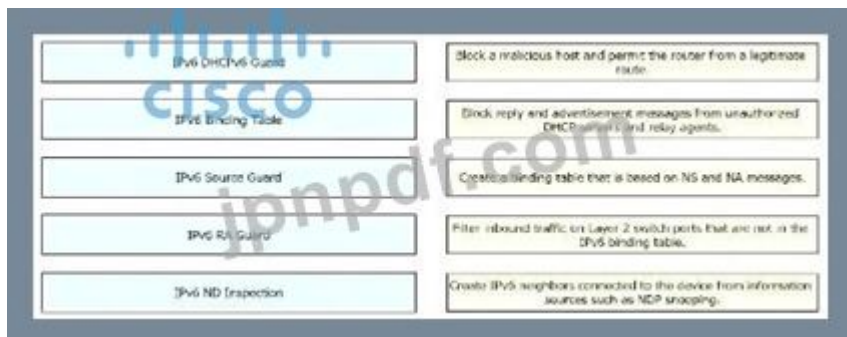 CISCO
IPv6 DHCPv6 Guard
IPv6 Binding Table
IPv6 Source Guard
IPv6 RA Guard
IPv6 ND Inspection
Block a malicious host and permit the router from a legitimate
route.
Block reply and advertisement messages from unauthorized
DHCP servers and relay agents.
Create a binding table that is based on NS and NA messages.
Filter inbound traffic on Layer 2 switch ports that are not in the
IPv6 binding table.
Create IPv6 neighbors connected to the device from information
sources such as NDP snooping.
jpnpdf.com